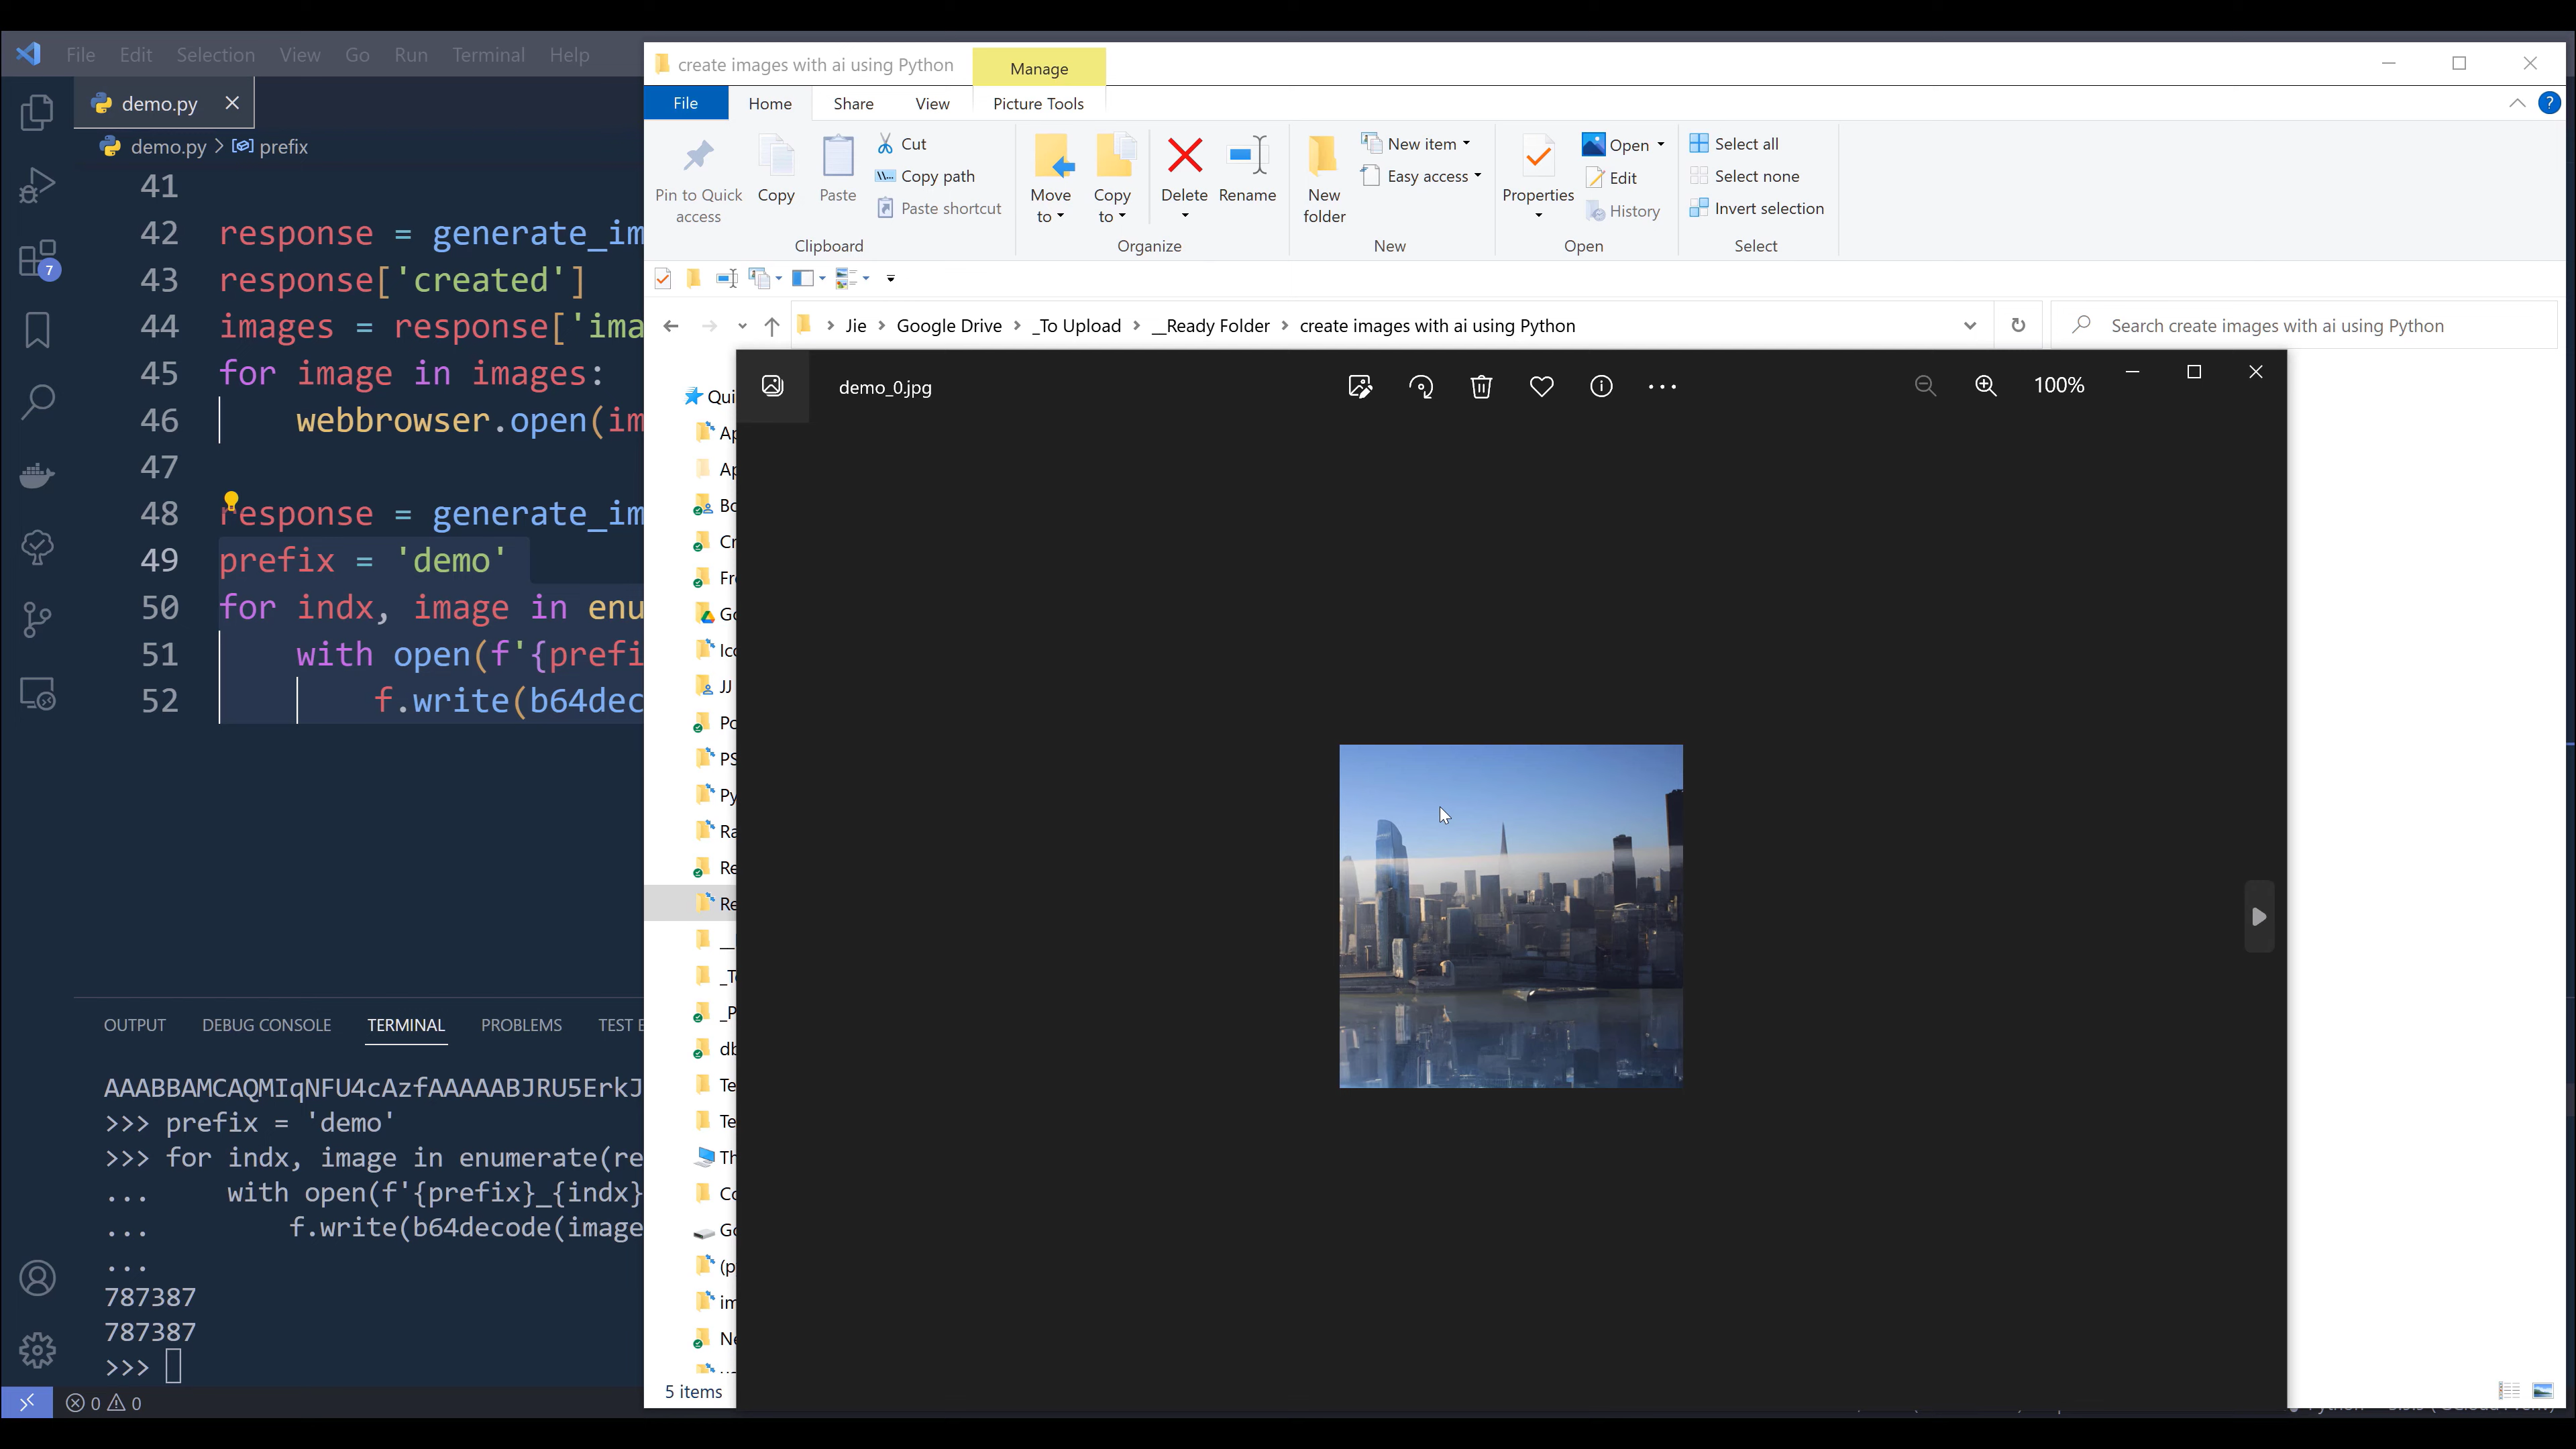 File Edit Selection View Go Run Terminal Help
demo.py
demo.py > prefix
41
42 response = generate_im
43 response['created']
44 images = response['ima
45 for image in images:
46 webbrowser.open(im
47
48 response = generate_im
49 prefix = 'demo'
50 for indx, image in enu
51 with open(f'{prefi
52 f.write(b64dec
7
OUTPUT DEBUG CONSOLE TERMINAL PROBLEMS TEST E
AAABBAMCAQMIqNFU4cAzfAAAAABJRU5ErkJ
>>> prefix = 'demo'
>>> for indx, image in enumerate(re
... with open(f'{prefix}_{indx}
... f.write(b64decode(image
...
787387
787387
>>>
0 0
create images with ai using Python Manage
File Home Share View Picture Tools
Pin to Quick access
Copy
Paste
Cut
Copy path
Paste shortcut
Clipboard
Move to
Copy to
Delete
Rename
Organize
New folder
New item
Easy access
New
Properties
Open
Edit
History
Open
Select all
Select none
Invert selection
Select
Jie > Google Drive > _To Upload > __Ready Folder > create images with ai using Python
Search create images with ai using Python
Qui
Ap
Ap
Bo
Cr
Fre
Go
Ico
JJ
Po
PS
Py
Ra
Re
Re
__
_To
_P
db
Te
Te
Th
Co
Go
(p
im
Ne
5 items
demo_0.jpg
100%